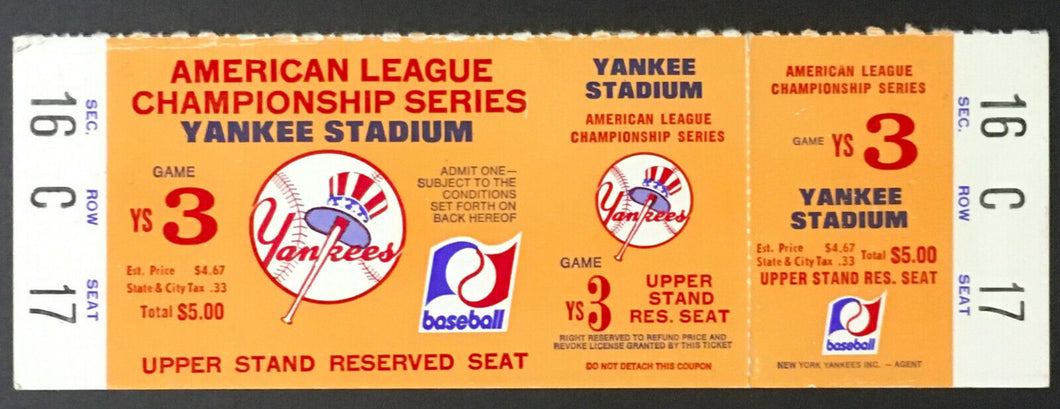 SEC. 16
ROW C
SEAT 17
AMERICAN LEAGUE
CHAMPIONSHIP SERIES
YANKEE STADIUM
GAME
YS 3
Est. Price $4.67
State & City Tax .33
Total $5.00
Yankees
ADMIT ONE—
SUBJECT TO THE
CONDITIONS
SET FORTH ON
BACK HEREOF
baseball
UPPER STAND RESERVED SEAT
YANKEE
STADIUM
AMERICAN LEAGUE
CHAMPIONSHIP SERIES
Yankees
GAME
YS 3
UPPER
STAND
RES. SEAT
RIGHT RESERVED TO REFUND PRICE AND
REVOKE LICENSE GRANTED BY THIS TICKET
DO NOT DETACH THIS COUPON
AMERICAN LEAGUE
CHAMPIONSHIP SERIES
GAME YS 3
YANKEE
STADIUM
Est. Price $4.67
State & City Tax .33
Total $5.00
UPPER STAND RES. SEAT
baseball
NEW YORK YANKEES INC. — AGENT
SEC. 16
ROW C
SEAT 17